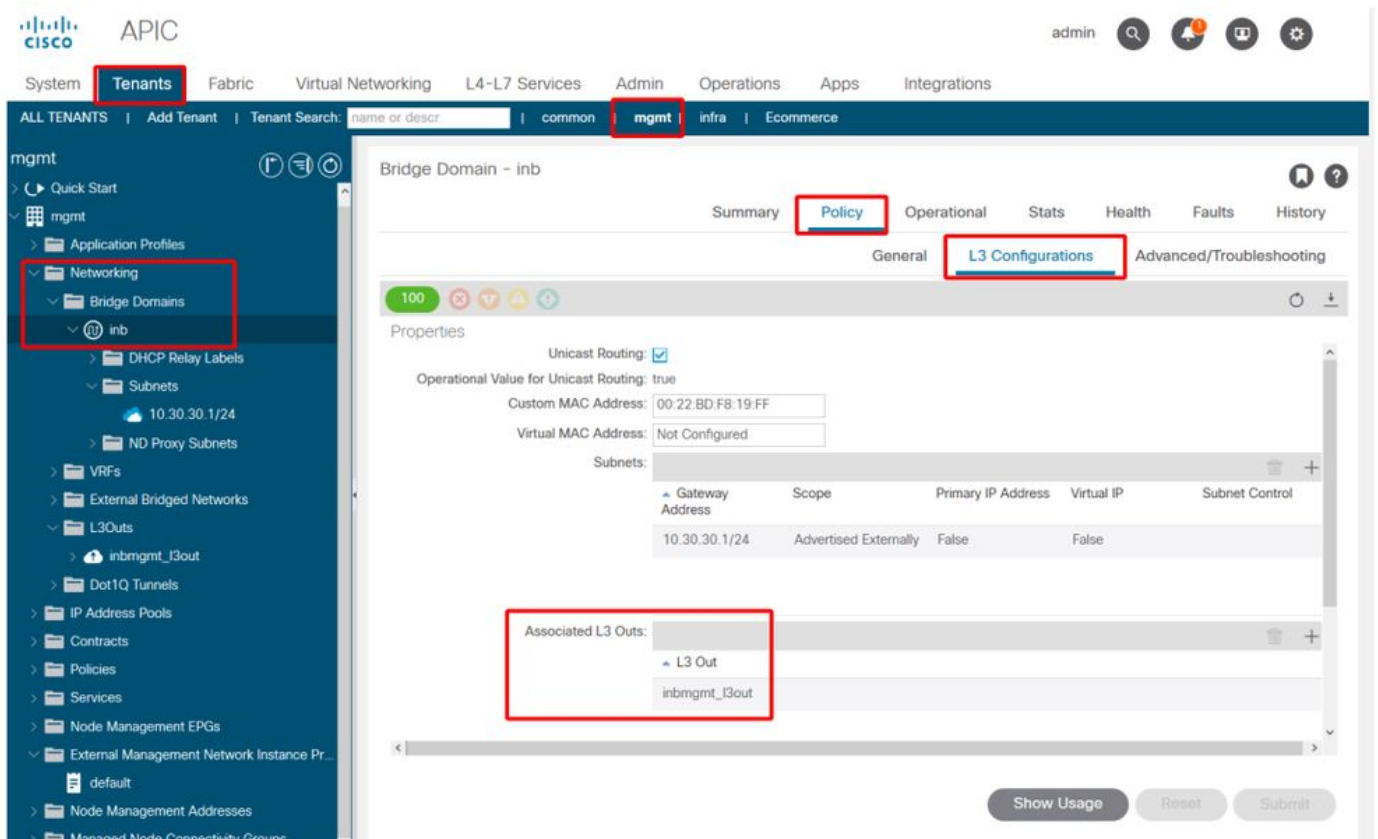 CISCO
APIC
admin
1
System Tenants Fabric Virtual Networking L4-L7 Services Admin Operations Apps Integrations
ALL TENANTS | Add Tenant | Tenant Search: name or descr | common | mgmt | infra | Ecommerce
mgmt
Quick Start
mgmt
Application Profiles
Networking
Bridge Domains
inb
DHCP Relay Labels
Subnets
10.30.30.1/24
ND Proxy Subnets
VRFs
External Bridged Networks
L3Outs
inbmgmt_l3out
Dot1Q Tunnels
IP Address Pools
Contracts
Policies
Services
Node Management EPGs
External Management Network Instance Pr...
default
Node Management Addresses
Managed Node Connectivity Groups
Bridge Domain - inb
Summary Policy Operational Stats Health Faults History
General L3 Configurations Advanced/Troubleshooting
100
Properties
Unicast Routing:
Operational Value for Unicast Routing: true
Custom MAC Address: 00:22:BD:F8:19:FF
Virtual MAC Address: Not Configured
Subnets:
Gateway Address Scope Primary IP Address Virtual IP Subnet Control
10.30.30.1/24 Advertised Externally False False
Associated L3 Outs:
L3 Out
inbmgmt_l3out
Show Usage Reset Submit